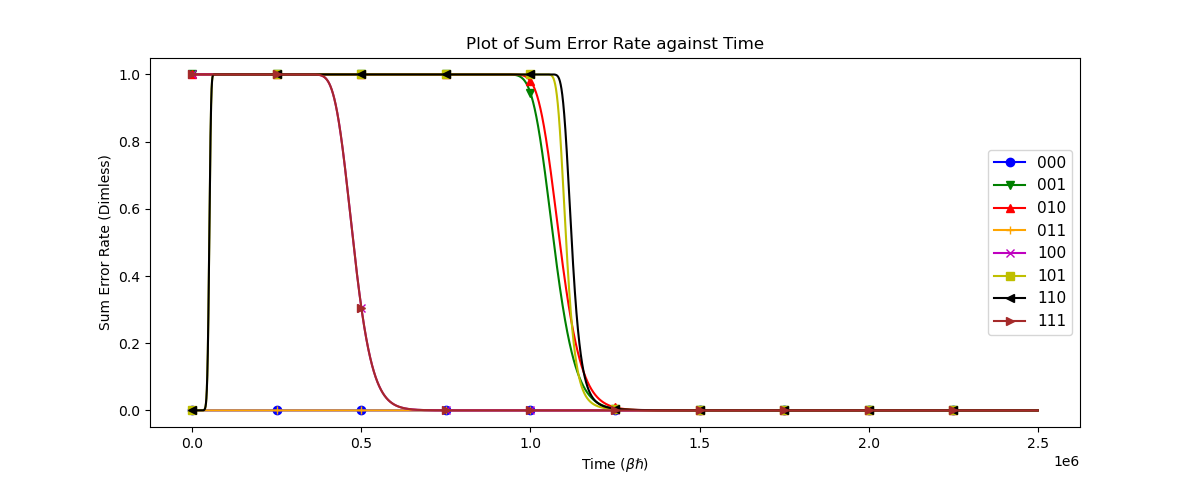 Plot of Sum Error Rate against Time
Sum Error Rate (Dimless)
1.0
0.8
0.6
0.4
0.2
0.0
000
001
010
011
100
101
110
111
0.0 0.5 1.0 1.5 2.0 2.5
1e6
Time (βℏ)